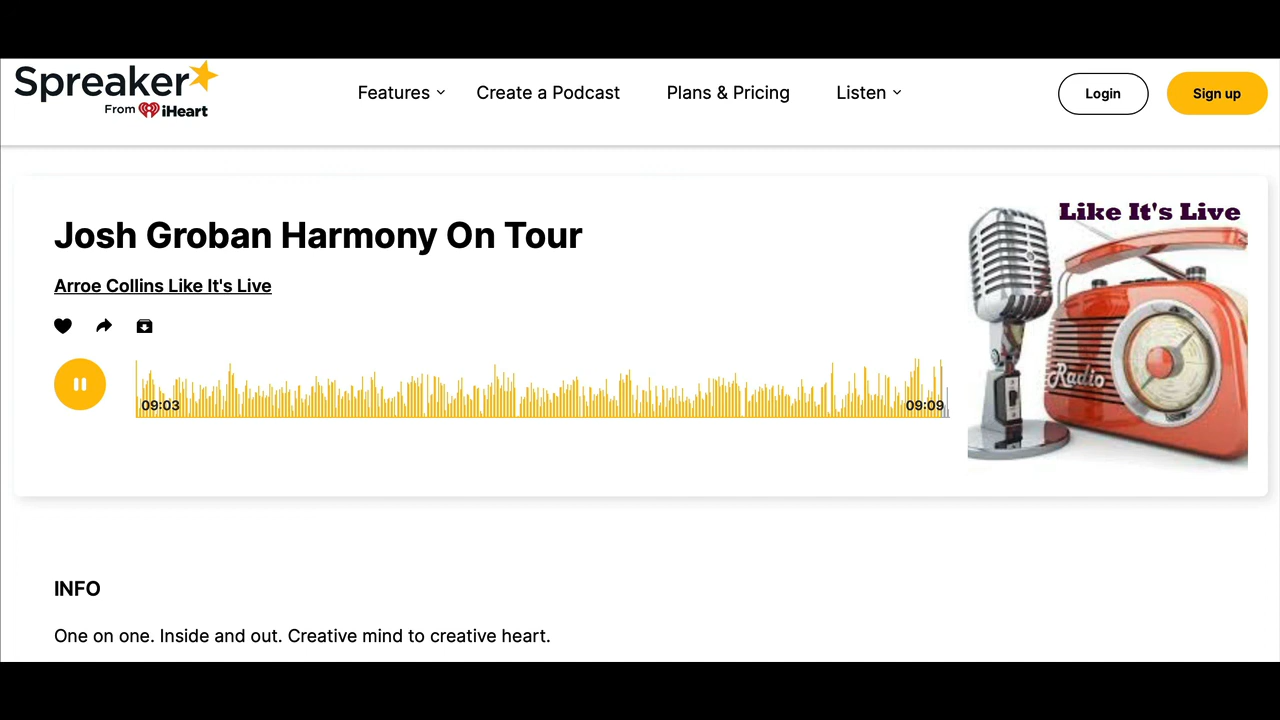 Spreaker
From iHeart
Features
Create a Podcast
Plans & Pricing
Listen
Login
Sign up
Josh Groban Harmony On Tour
Arroe Collins Like It's Live
09:03
09:09
Like It's Live
Radio
INFO
One on one. Inside and out. Creative mind to creative heart.